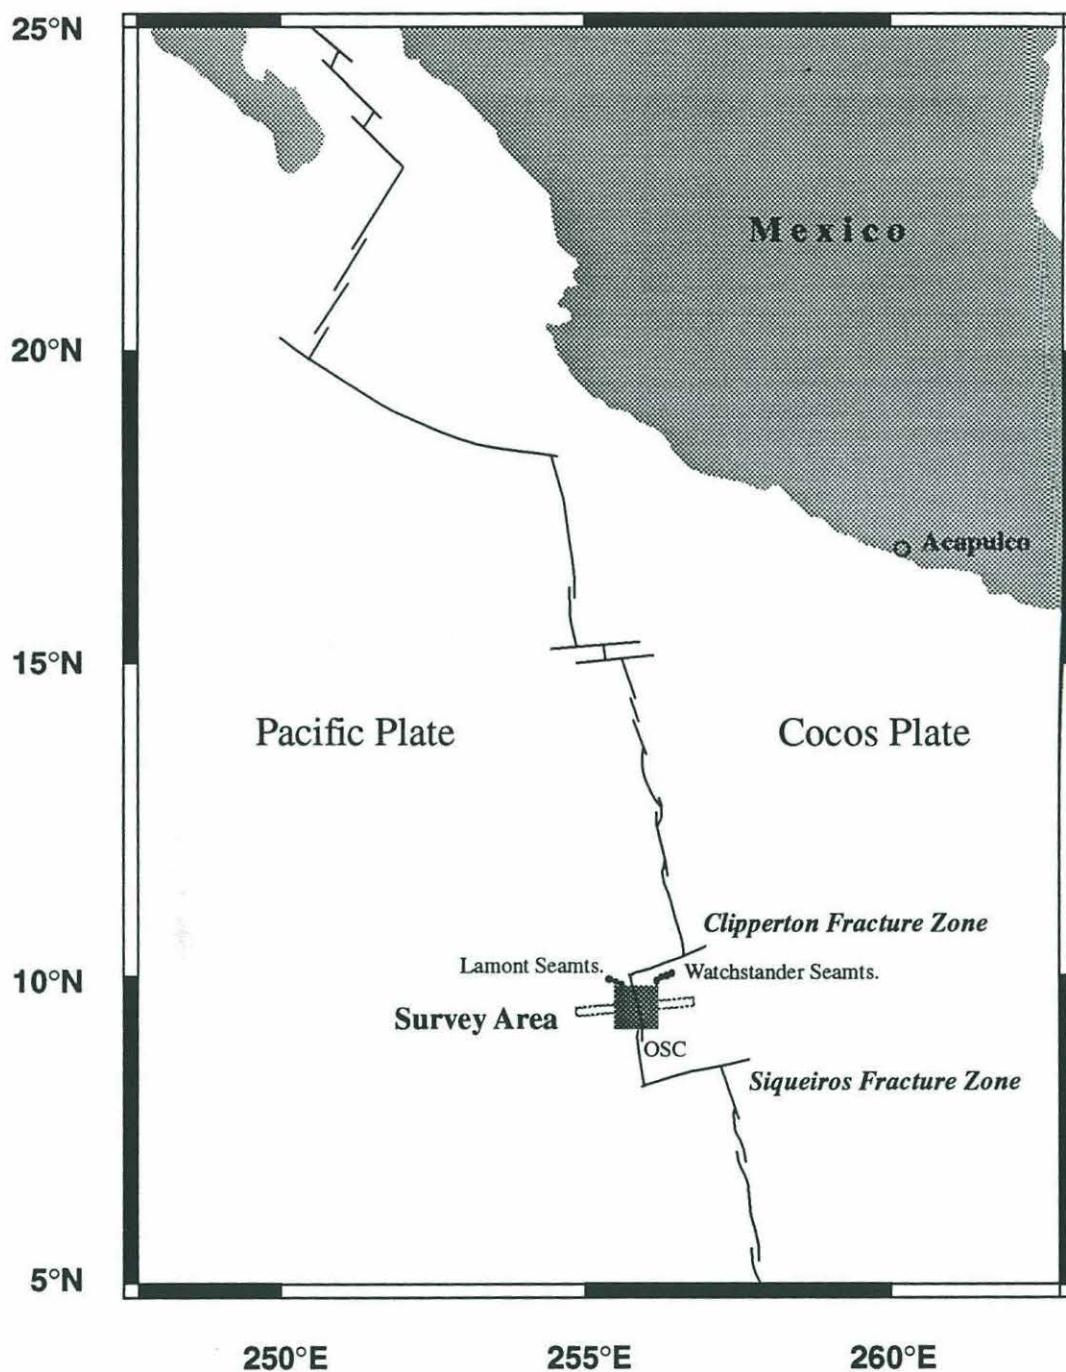 25°N
Mexico
20°N
Acapulco
15°N
Pacific Plate
Cocos Plate
Clipperton Fracture Zone
Lamont Seamts.
Watchstander Seamts.
10°N
Survey Area
OSC
Siqueiros Fracture Zone
5°N
250°E
255°E
260°E